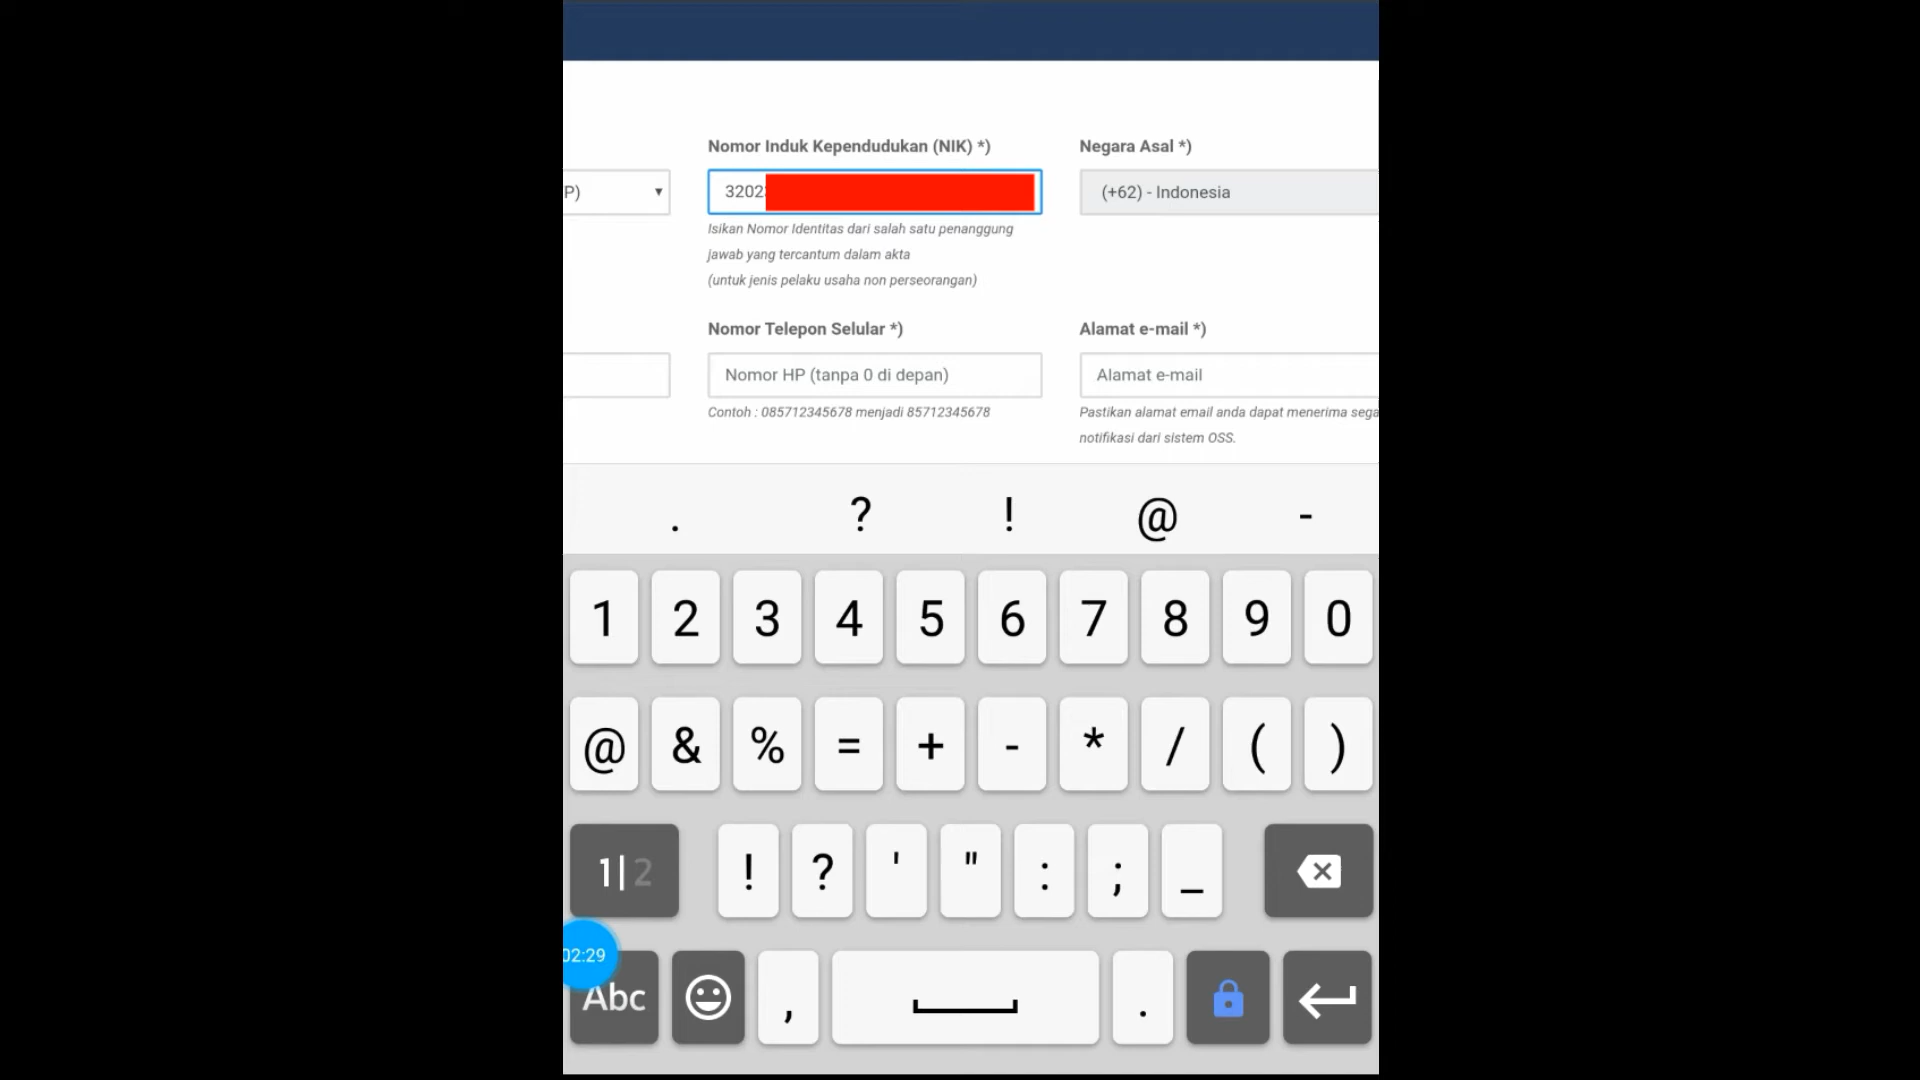 Nomor Induk Kependudukan (NIK) *)
Negara Asal *)
P)
3202
(+62) - Indonesia
Isikan Nomor Identitas dari salah satu penanggung
jawab yang tercantum dalam akta
(untuk jenis pelaku usaha non perseorangan)
Nomor Telepon Selular *)
Alamat e-mail *)
Nomor HP (tanpa 0 di depan)
Alamat e-mail
Contoh : 085712345678 menjadi 85712345678
Pastikan alamat email anda dapat menerima sega
notifikasi dari sistem OSS.
. ? ! @ -
1 2 3 4 5 6 7 8 9 0
@ & % = + - * / ( )
1| 2 ! ? ' " : ; _
02:29
Abc , .